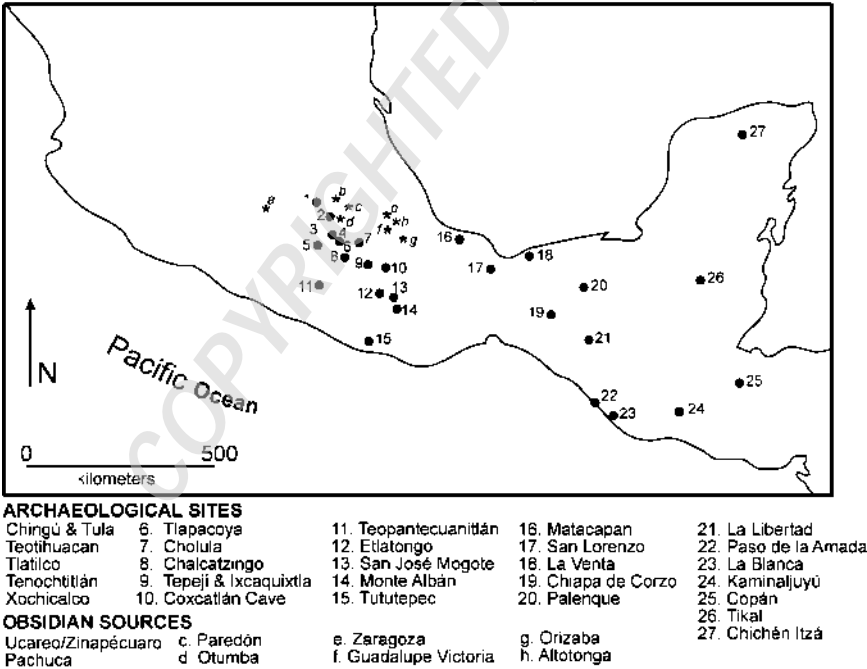 COPYRIGHTED
a
b
c
d
e
f
g
h
1
2
3
4
5
6
7
8
9
10
11
12
13
14
15
16
17
18
19
20
21
22
23
24
25
26
27
N
Pacific Ocean
0 500
kilometers
ARCHAEOLOGICAL SITES
Chingú & Tula 6. Tlapacoya 11. Teopantecuanitlán 16. Matacapan 21. La Libertad
Teotihuacan 7. Cholula 12. Etlatongo 17. San Lorenzo 22. Paso de la Amada
Tlatilco 8. Chalcatzingo 13. San José Mogote 18. La Venta 23. La Blanca
Tenochtitlán 9. Tepeji & Ixcaquixtla 14. Monte Albán 19. Chiapa de Corzo 24. Kaminaljuyú
Xochicalco 10. Coxcatlán Cave 15. Tututepec 20. Palenque 25. Copán
26. Tikal
27. Chichén Itzá
OBSIDIAN SOURCES
Ucareo/Zinapécuaro c. Paredón e. Zaragoza g. Orizaba
Pachuca d Otumba f. Guadalupe Victoria h. Altotonga